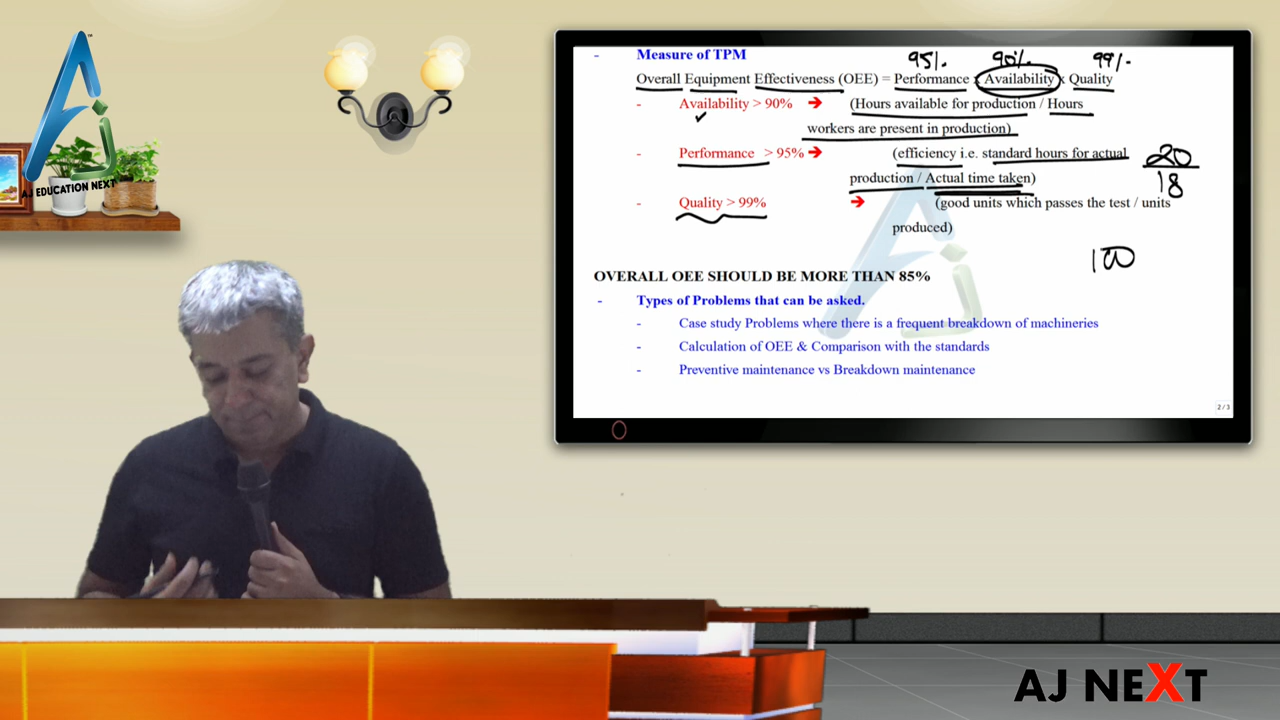 - Measure of TPM
95%. 90%. 99%.
Overall Equipment Effectiveness (OEE) = Performance x Availability x Quality
- Availability > 90% ➔ (Hours available for production / Hours
workers are present in production)
- Performance > 95% ➔ (efficiency i.e. standard hours for actual
production / Actual time taken)
20
18
- Quality > 99% ➔ (good units which passes the test / units
produced)
100
OVERALL OEE SHOULD BE MORE THAN 85%
- Types of Problems that can be asked.
- Case study Problems where there is a frequent breakdown of machineries
- Calculation of OEE & Comparison with the standards
- Preventive maintenance vs Breakdown maintenance
2 / 3
AJ EDUCATION NEXT
TM
AJ NEXT